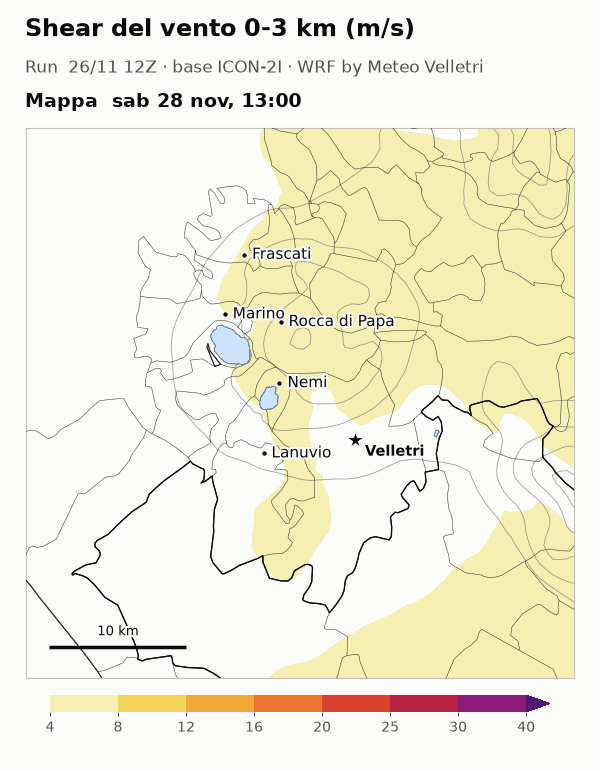 Shear del vento 0-3 km (m/s)
Run  26/11 12Z · base ICON-2I · WRF by Meteo Velletri
Mappa  sab 28 nov, 13:00
Frascati
Marino
Rocca di Papa
Nemi
Velletri
Lanuvio
10 km
4 8 12 16 20 25 30 40